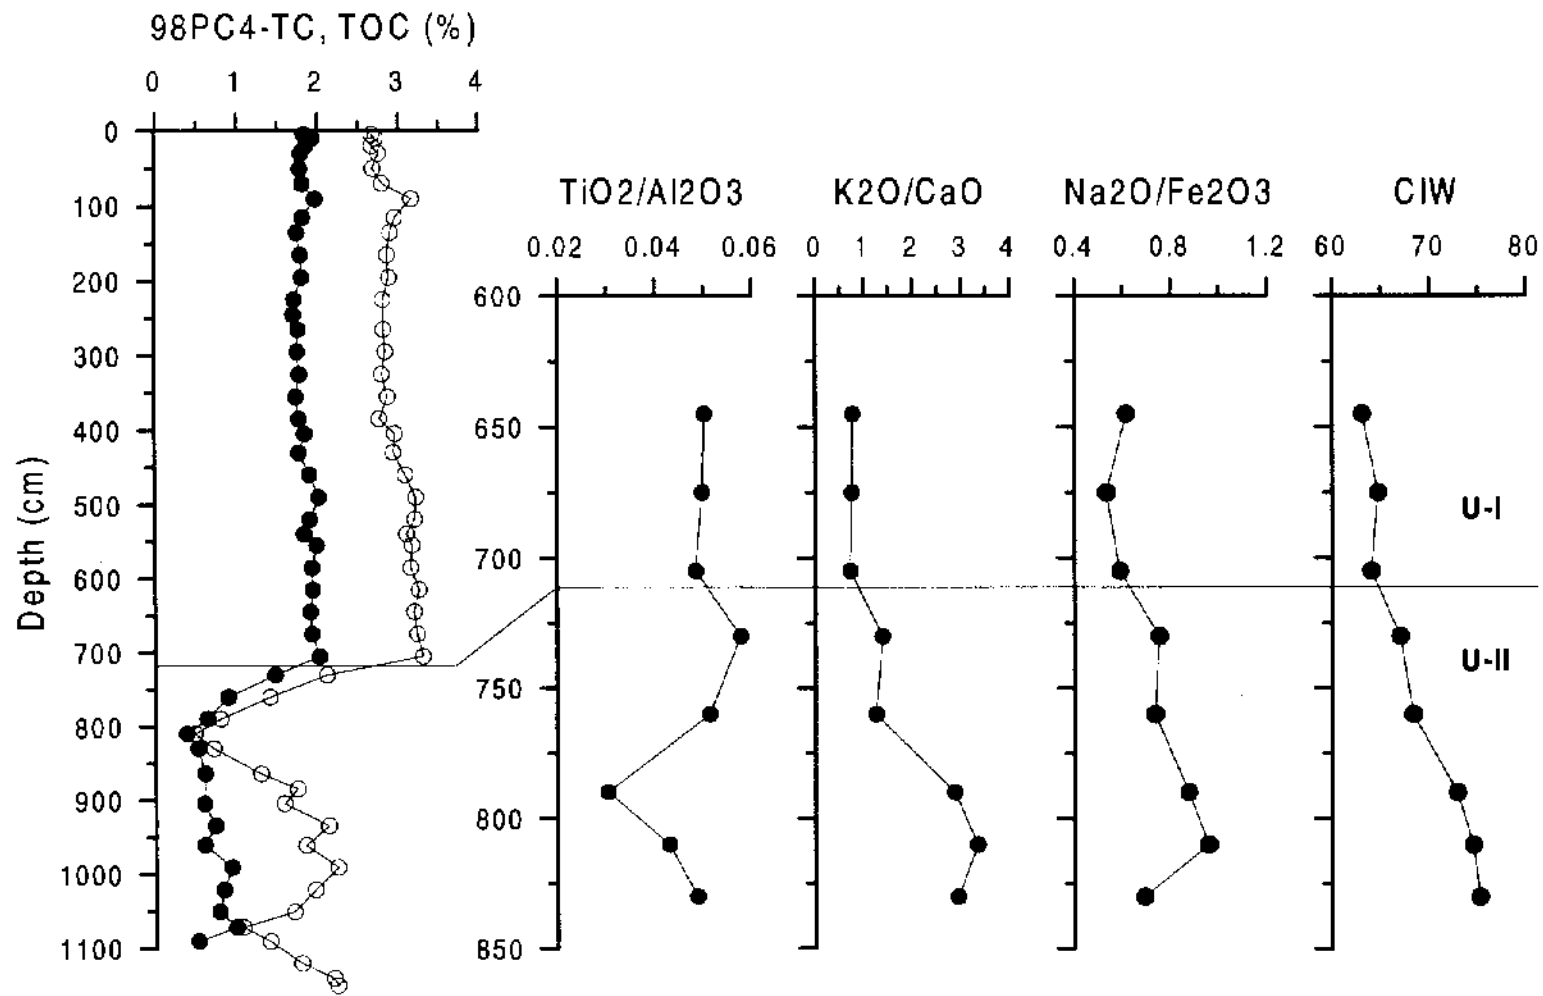 98PC4-TC, TOC (%)
0 1 2 3 4
Depth (cm)
0
100
200
300
400
500
600
700
800
900
1000
1100
TiO2/Al2O3 K2O/CaO Na2O/Fe2O3 CIW
0.02 0.04 0.06 0 1 2 3 4 0.4 0.8 1.2 60 70 80
600
650
700
750
800
850
U-I
U-II